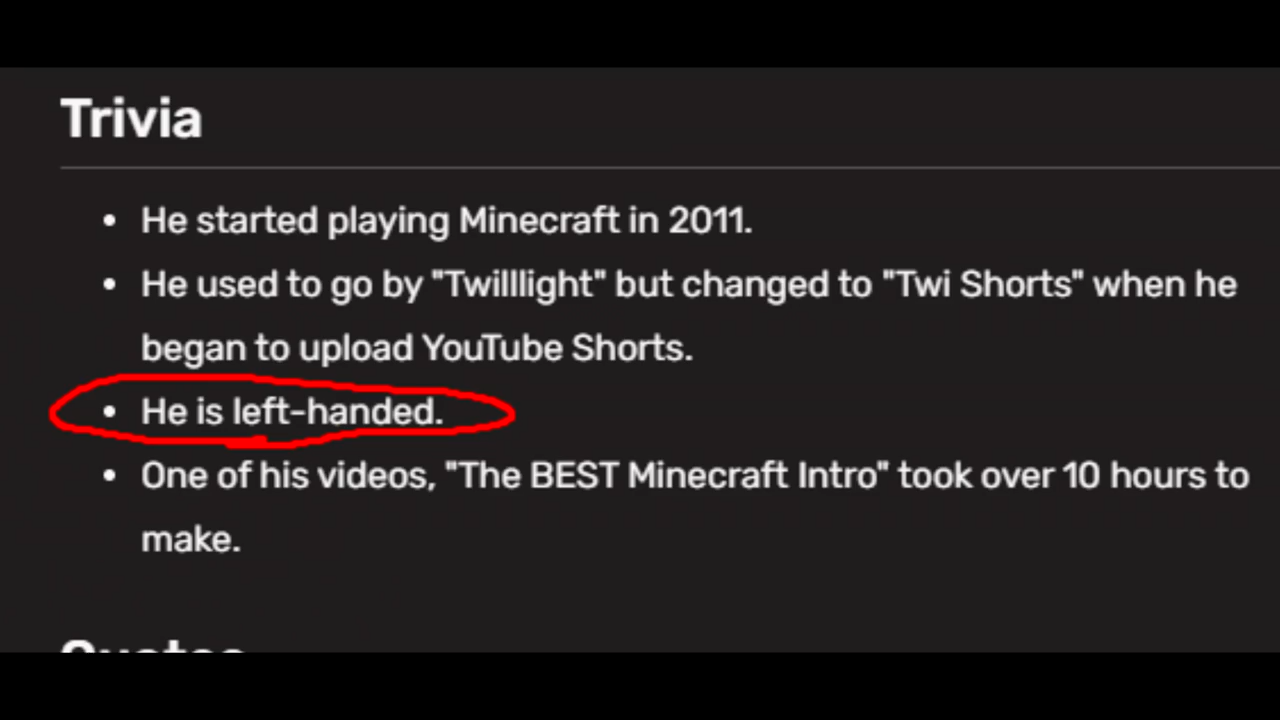 Trivia
• He started playing Minecraft in 2011.
• He used to go by "Twilllight" but changed to "Twi Shorts" when he
began to upload YouTube Shorts.
• He is left-handed.
• One of his videos, "The BEST Minecraft Intro" took over 10 hours to
make.
Quotes